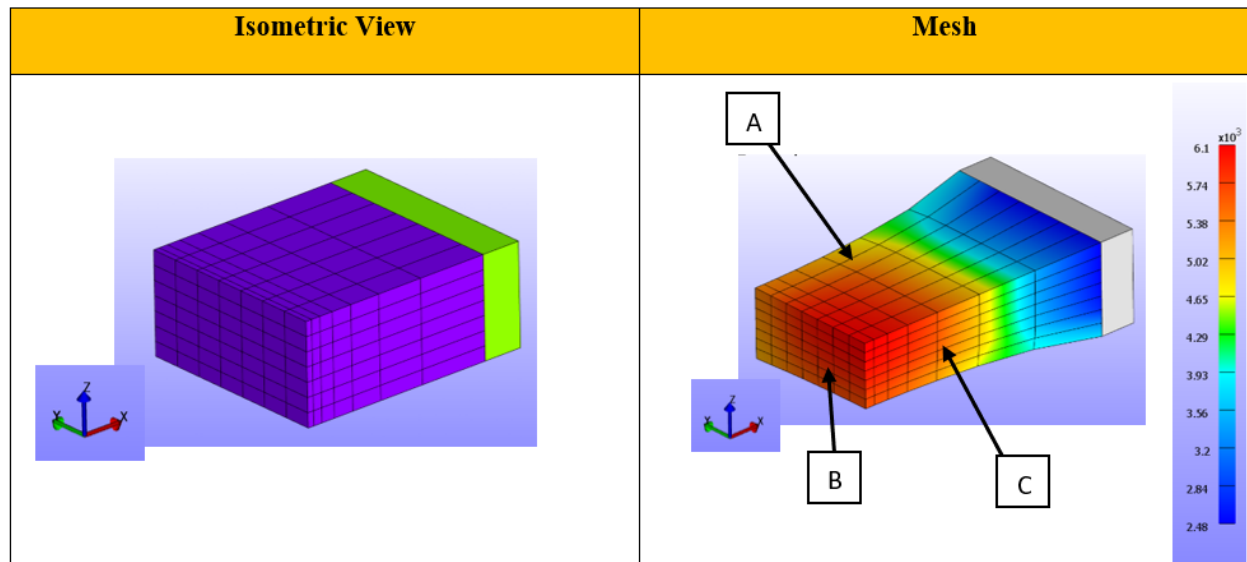 Isometric View
Mesh
Z
Y
X
A
B
C
Z
Y
X
x10³
6.1
5.74
5.38
5.02
4.65
4.29
3.93
3.56
3.2
2.84
2.48